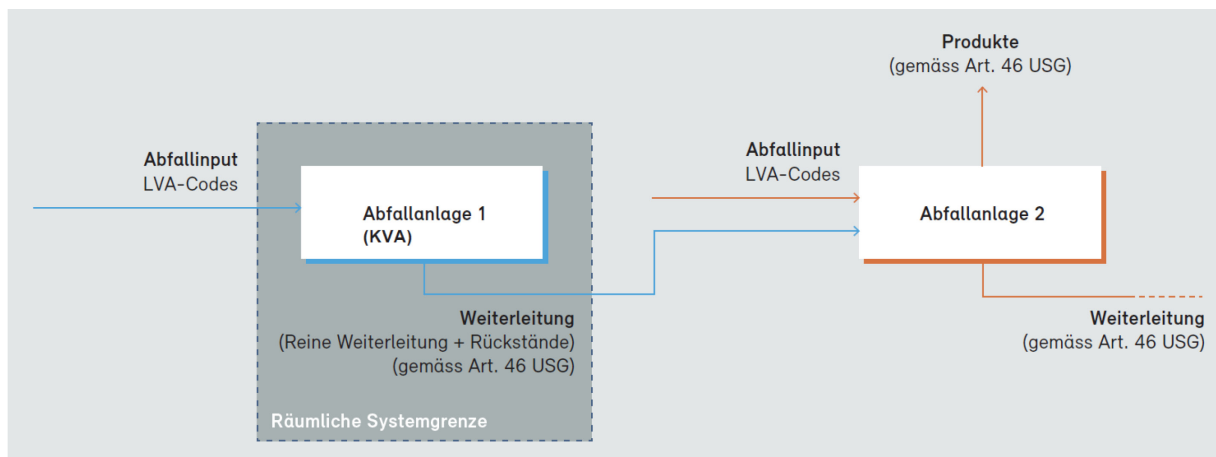 Produkte
(gemäss Art. 46 USG)
Abfallinput
LVA-Codes
Abfallanlage 1
(KVA)
Abfallinput
LVA-Codes
Abfallanlage 2
Weiterleitung
(Reine Weiterleitung + Rückstände)
(gemäss Art. 46 USG)
Weiterleitung
(gemäss Art. 46 USG)
Räumliche Systemgrenze